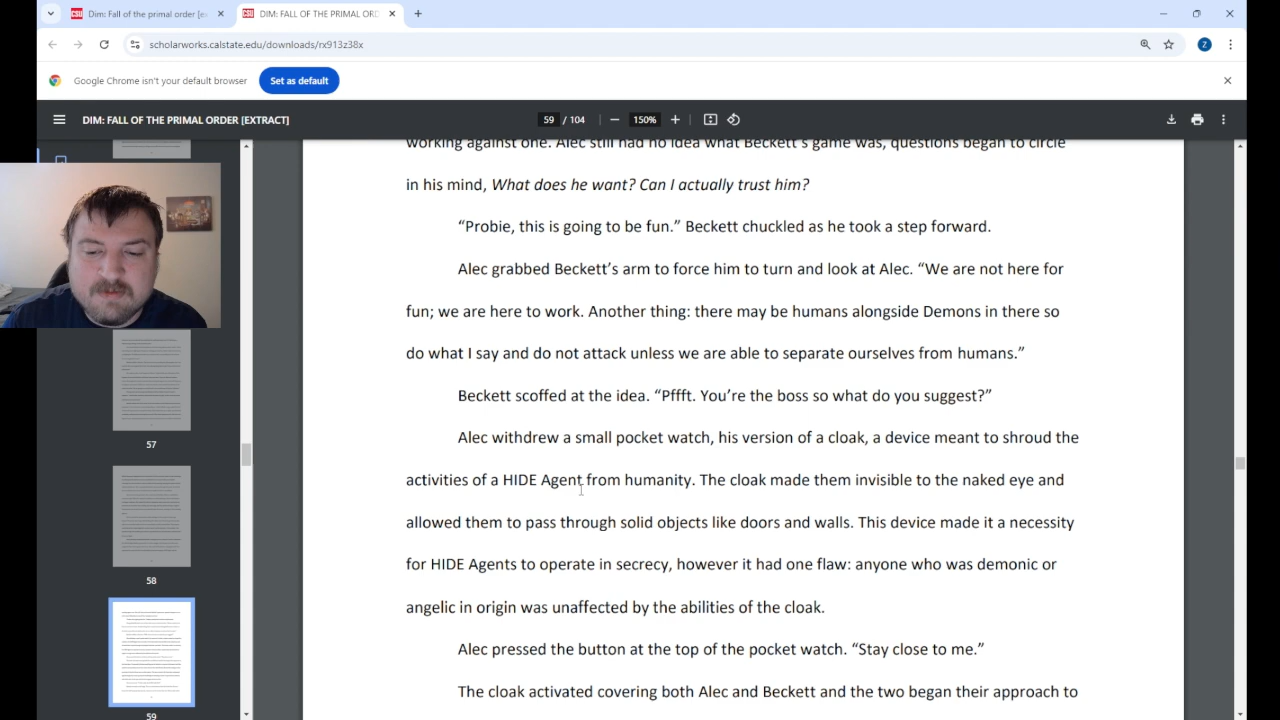 DIM: Fall of the primal order [ex
DIM: FALL OF THE PRIMAL ORD
scholarworks.calstate.edu/downloads/rx913z38x
Z
Google Chrome isn't your default browser
Set as default
DIM: FALL OF THE PRIMAL ORDER [EXTRACT]
59 / 104
150%
working against one. Alec still had no idea what Beckett's game was, questions began to circle
in his mind, What does he want? Can I actually trust him?
“Probie, this is going to be fun.” Beckett chuckled as he took a step forward.
Alec grabbed Beckett’s arm to force him to turn and look at Alec. “We are not here for
fun; we are here to work. Another thing: there may be humans alongside Demons in there so
do what I say and do not attack unless we are able to separate ourselves from humans.”
Beckett scoffed at the idea. “Pffft. You’re the boss so what do you suggest?”
Alec withdrew a small pocket watch, his version of a cloak, a device meant to shroud the
activities of a HIDE Agent from humanity. The cloak made them invisible to the naked eye and
allowed them to pass through solid objects like doors and walls. This device made it a necessity
for HIDE Agents to operate in secrecy, however it had one flaw: anyone who was demonic or
angelic in origin was unaffected by the abilities of the cloak.
Alec pressed the button at the top of the pocket watch. “Stay close to me.”
The cloak activated covering both Alec and Beckett and the two began their approach to
57
58
59